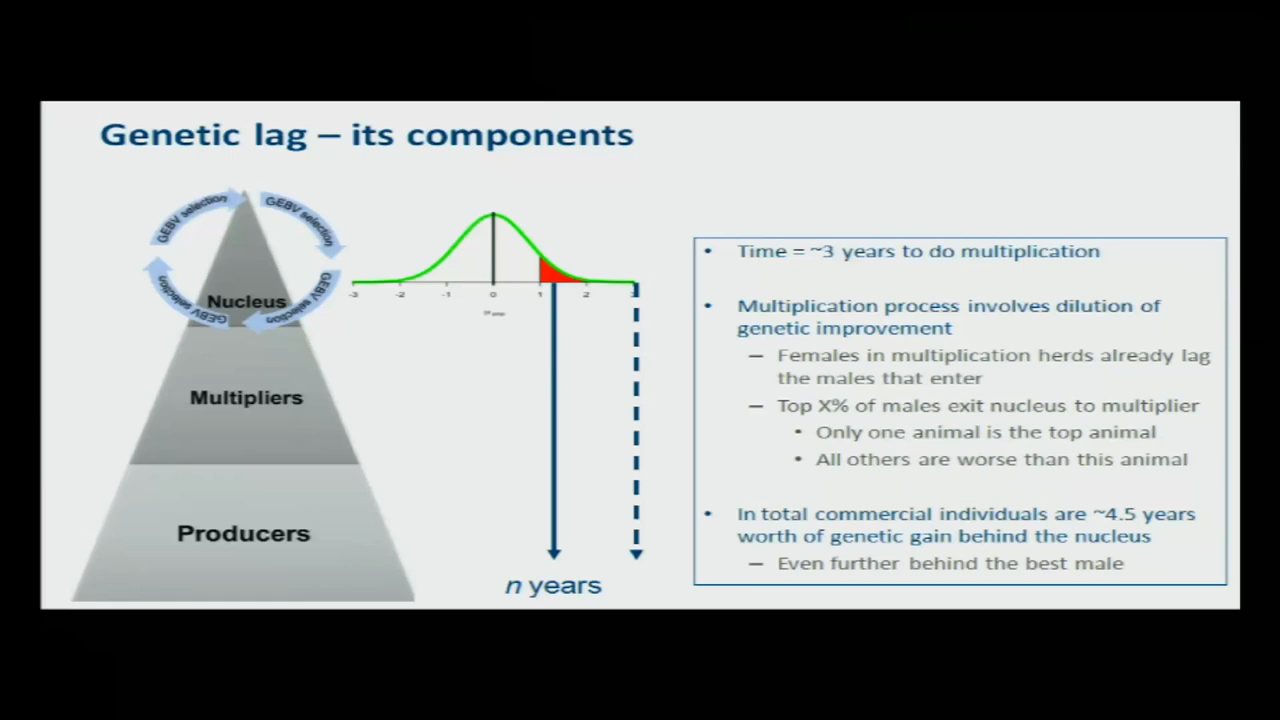 Genetic lag – its components
GEBV selection
GEBV selection
GEBV selection
GEBV selection
Nucleus
Multipliers
Producers
-3 -2 -1 0 1 2
n years
• Time = ~3 years to do multiplication
• Multiplication process involves dilution of
genetic improvement
– Females in multiplication herds already lag
the males that enter
– Top X% of males exit nucleus to multiplier
• Only one animal is the top animal
• All others are worse than this animal
• In total commercial individuals are ~4.5 years
worth of genetic gain behind the nucleus
– Even further behind the best male